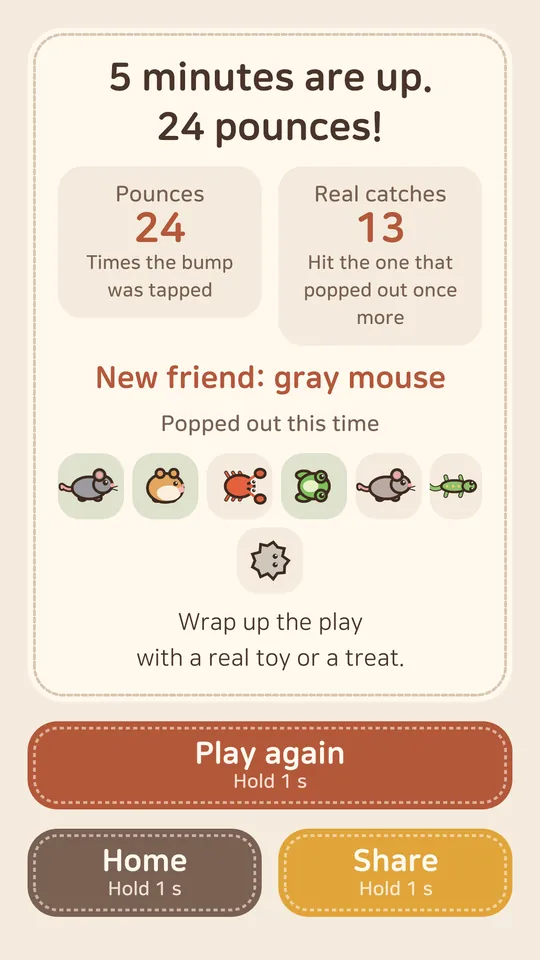 5 minutes are up.
24 pounces!
Pounces
24
Times the bump
was tapped
Real catches
13
Hit the one that
popped out once
more
New friend: gray mouse
Popped out this time
Wrap up the play
with a real toy or a treat.
Play again
Hold 1 s
Home
Hold 1 s
Share
Hold 1 s